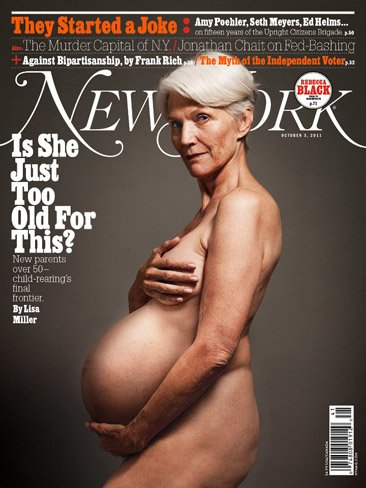 They Started a Joke: Amy Poehler, Seth Meyers, Ed Helms...
on fifteen years of the Upright Citizens Brigade. p.50
Also: The Murder Capital of N.Y. / Jonathan Chait on Fed-Bashing
+ Against Bipartisanship, by Frank Rich / The Myth of the Independent Voter p.32
REBECCA
BLACK
p.71
NEW YORK
OCTOBER 3, 2011
Is She
Just
Too
Old For
This?
New parents
over 50—
child-rearing's
final
frontier.
By Lisa
Miller